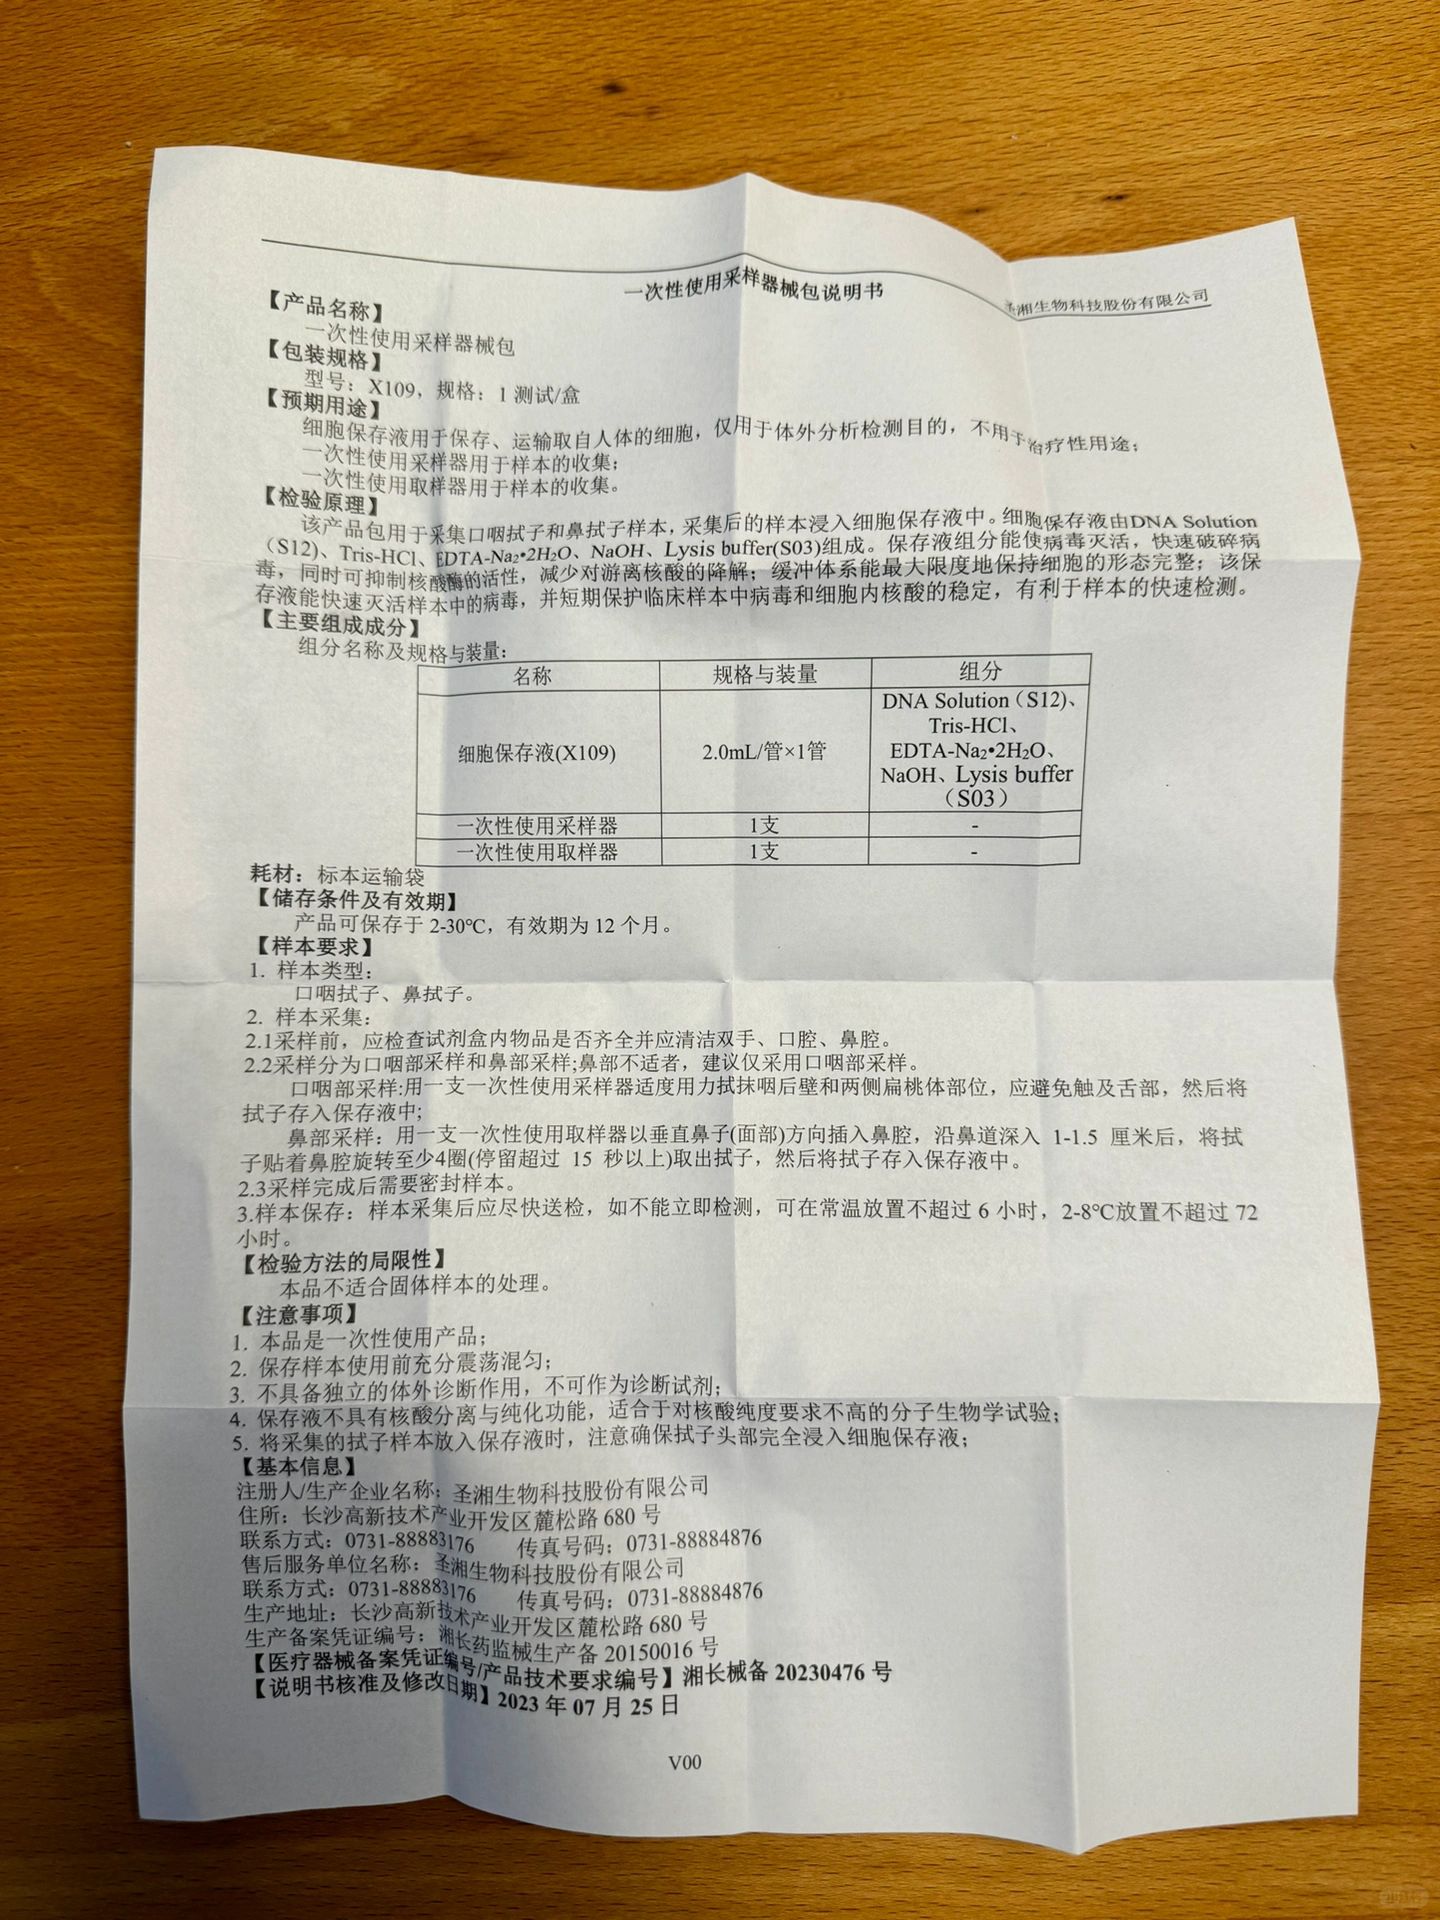 圣湘生物科技股份有限公司
一次性使用采样器械包说明书
【产品名称】
一次性使用采样器械包
【包装规格】
型号：X109，规格：1 测试/盒
【预期用途】
细胞保存液用于保存、运输取自人体的细胞，仅用于体外分析检测目的，不用于治疗性用途；
一次性使用采样器用于样本的收集；
一次性使用取样器用于样本的收集。
【检验原理】
该产品包用于采集口咽拭子和鼻拭子样本，采集后的样本浸入细胞保存液中。细胞保存液由DNA Solution
（S12)、Tris-HCl、EDTA-Na₂•2H₂O、NaOH、Lysis buffer(S03)组成。保存液组分能使病毒灭活，快速破碎病
毒，同时可抑制核酸酶的活性，减少对游离核酸的降解；缓冲体系能最大限度地保持细胞的形态完整；该保
存液能快速灭活样本中的病毒，并短期保护临床样本中病毒和细胞内核酸的稳定，有利于样本的快速检测。
【主要组成成分】
组分名称及规格与装量：
名称 规格与装量 组分
细胞保存液(X109) 2.0mL/管×1管 DNA Solution（S12)、
Tris-HCl、
EDTA-Na₂•2H₂O、
NaOH、Lysis buffer
（S03）
一次性使用采样器 1支 -
一次性使用取样器 1支 -
耗材：标本运输袋
【储存条件及有效期】
产品可保存于 2-30℃，有效期为 12 个月。
【样本要求】
1. 样本类型：
口咽拭子、鼻拭子。
2. 样本采集：
2.1采样前，应检查试剂盒内物品是否齐全并应清洁双手、口腔、鼻腔。
2.2采样分为口咽部采样和鼻部采样;鼻部不适者，建议仅采用口咽部采样。
口咽部采样:用一支一次性使用采样器适度用力拭抹咽后壁和两侧扁桃体部位，应避免触及舌部，然后将
拭子存入保存液中;
鼻部采样：用一支一次性使用取样器以垂直鼻子(面部)方向插入鼻腔，沿鼻道深入 1-1.5 厘米后，将拭
子贴着鼻腔旋转至少4圈(停留超过 15 秒以上)取出拭子，然后将拭子存入保存液中。
2.3采样完成后需要密封样本。
3.样本保存：样本采集后应尽快送检，如不能立即检测，可在常温放置不超过 6 小时，2-8℃放置不超过 72
小时。
【检验方法的局限性】
本品不适合固体样本的处理。
【注意事项】
1. 本品是一次性使用产品；
2. 保存样本使用前充分震荡混匀；
3. 不具备独立的体外诊断作用，不可作为诊断试剂；
4. 保存液不具有核酸分离与纯化功能，适合于对核酸纯度要求不高的分子生物学试验；
5. 将采集的拭子样本放入保存液时，注意确保拭子头部完全浸入细胞保存液；
【基本信息】
注册人/生产企业名称：圣湘生物科技股份有限公司
住所：长沙高新技术产业开发区麓松路 680 号
联系方式：0731-88883176 传真号码：0731-88884876
售后服务单位名称：圣湘生物科技股份有限公司
联系方式：0731-88883176 传真号码：0731-88884876
生产地址：长沙高新技术产业开发区麓松路 680 号
生产备案凭证编号：湘长药监械生产备 20150016 号
【医疗器械备案凭证编号/产品技术要求编号】湘长械备 20230476 号
【说明书核准及修改日期】2023 年 07 月 25 日
V00